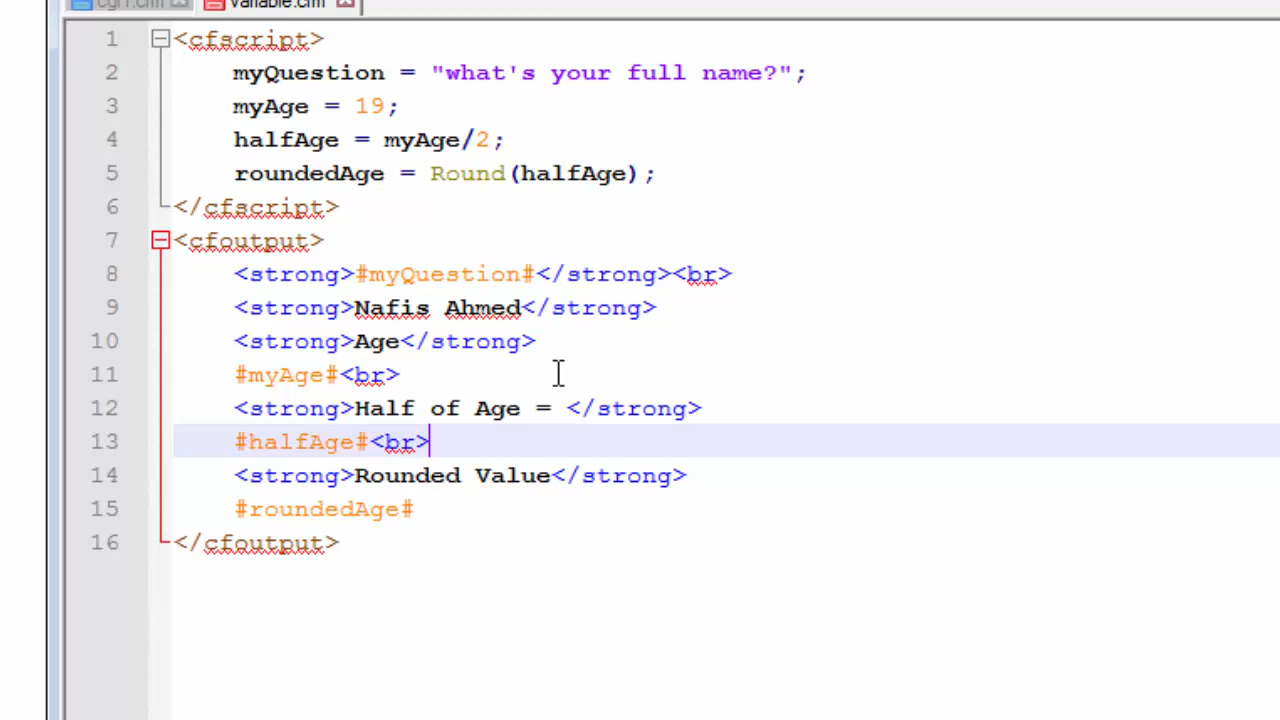 variable.cfm
1 <cfscript>
2 myQuestion = "what's your full name?";
3 myAge = 19;
4 halfAge = myAge/2;
5 roundedAge = Round(halfAge);
6 </cfscript>
7 <cfoutput>
8 <strong>#myQuestion#</strong><br>
9 <strong>Nafis Ahmed</strong>
10 <strong>Age</strong>
11 #myAge#<br>
12 <strong>Half of Age = </strong>
13 #halfAge#<br>
14 <strong>Rounded Value</strong>
15 #roundedAge#
16 </cfoutput>